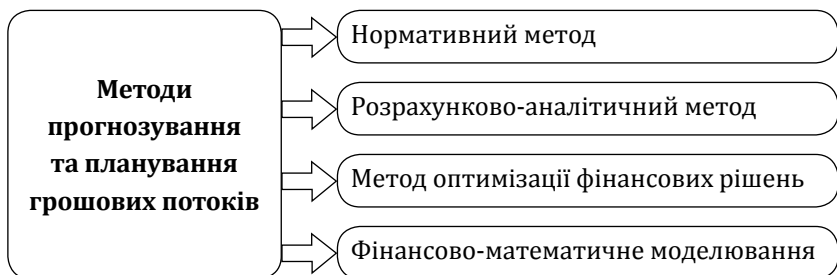 Методи
прогнозування
та планування
грошових потоків
Нормативний метод
Розрахунково-аналітичний метод
Метод оптимізації фінансових рішень
Фінансово-математичне моделювання